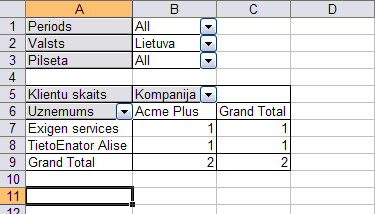 A B C D
1 Periods All
2 Valsts Lietuva
3 Pilseta All
4
5 Klientu skaits Kompanija
6 Uznemums Acme Plus Grand Total
7 Exigen services 1 1
8 TietoEnator Alise 1 1
9 Grand Total 2 2
10
11
12